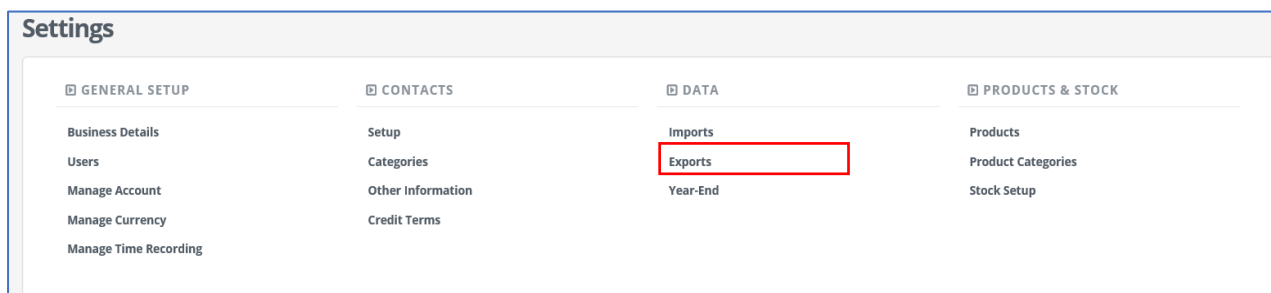 Settings
GENERAL SETUP
Business Details
Users
Manage Account
Manage Currency
Manage Time Recording
CONTACTS
Setup
Categories
Other Information
Credit Terms
DATA
Imports
Exports
Year-End
PRODUCTS & STOCK
Products
Product Categories
Stock Setup